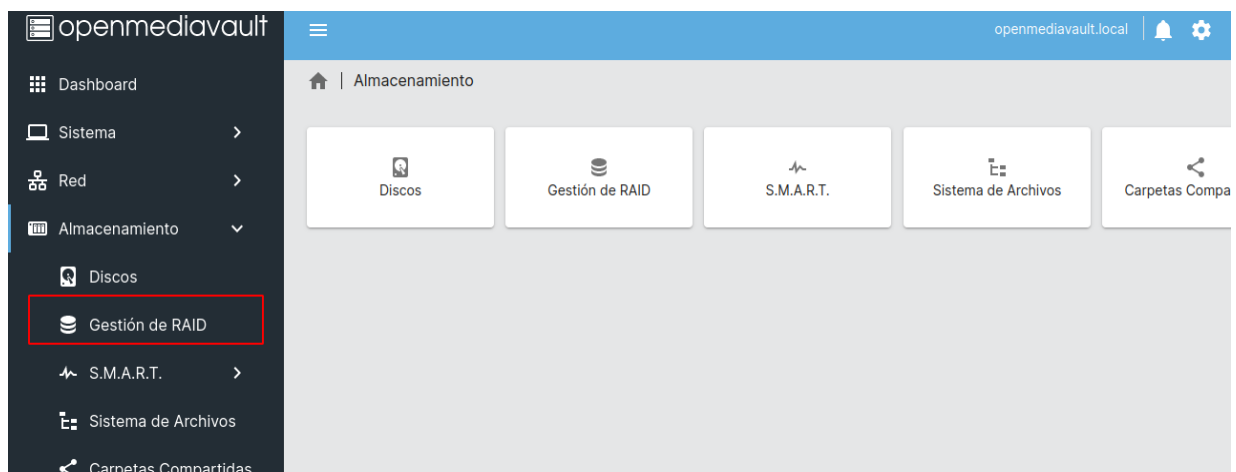 openmediavault
openmediavault.local
Dashboard
Sistema
Red
Almacenamiento
Discos
Gestión de RAID
S.M.A.R.T.
Sistema de Archivos
Carpetas Compartidas
Almacenamiento
Discos
Gestión de RAID
S.M.A.R.T.
Sistema de Archivos
Carpetas Compa